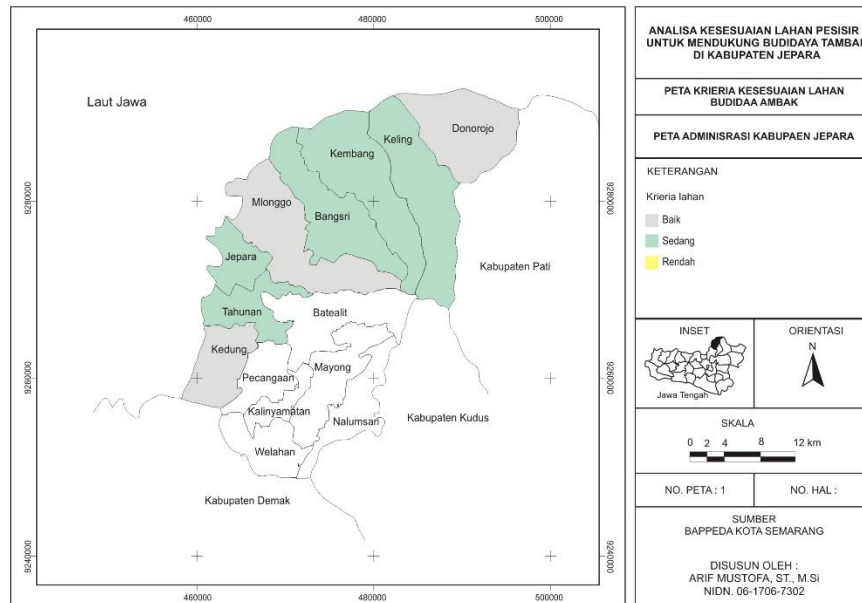 460000
480000
500000
Laut Jawa
Donorojo
Keling
Kembang
Mlonggo
Bangsri
9280000
9280000
Jepara
Kabupaten Pati
Tahunan
Batealit
Kedung
Mayong
Pecangaan
9260000
9260000
Kalinyamatan
Nalumsari
Kabupaten Kudus
Welahan
Kabupaten Demak
9240000
9240000
460000
480000
500000
ANALISA KESESUAIAN LAHAN PESISIR
UNTUK MENDUKUNG BUDIDAYA TAMBAK
DI KABUPATEN JEPARA
PETA KRIERIA KESESUAIAN LAHAN
BUDIDAA AMBAK
PETA ADMINISRASI KABUPAEN JEPARA
KETERANGAN
Krieria lahan
Baik
Sedang
Rendah
INSET
Jawa Tengah
ORIENTASI
N
SKALA
0 2 4 8 12 km
NO. PETA : 1
NO. HAL :
SUMBER
BAPPEDA KOTA SEMARANG
DISUSUN OLEH :
ARIF MUSTOFA, ST., M.Si
NIDN. 06-1706-7302